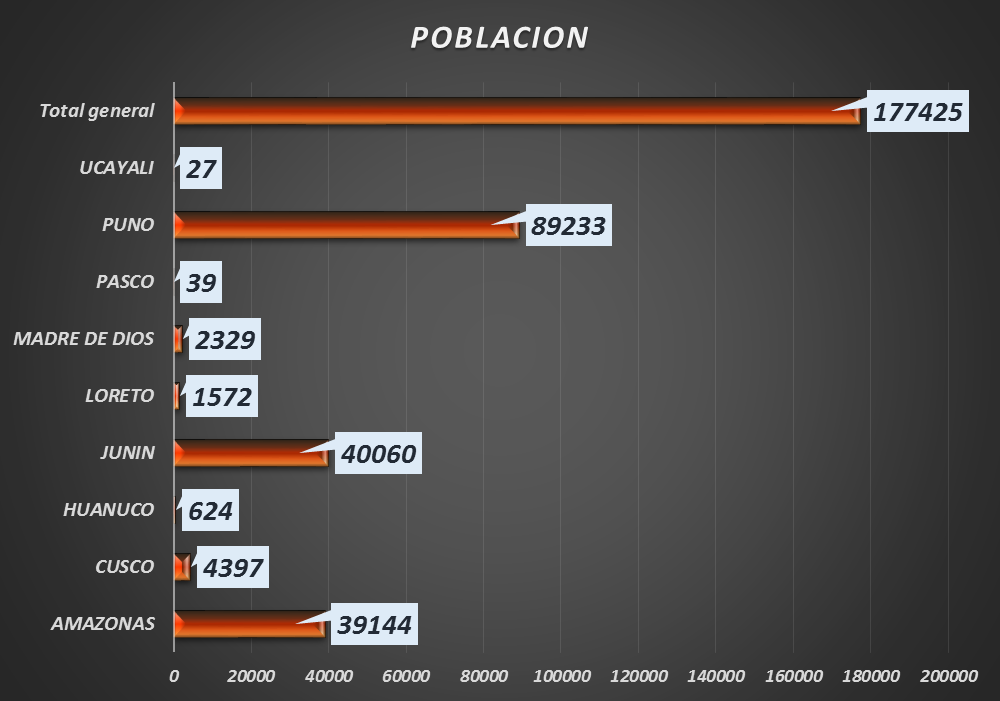 POBLACION
Total general 177425
UCAYALI 27
PUNO 89233
PASCO 39
MADRE DE DIOS 2329
LORETO 1572
JUNIN 40060
HUANUCO 624
CUSCO 4397
AMAZONAS 39144
0 20000 40000 60000 80000 100000 120000 140000 160000 180000 200000